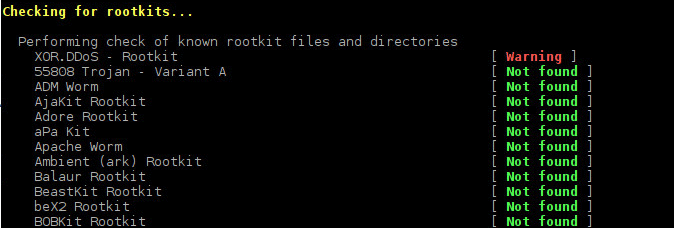 Checking for rootkits...
Performing check of known rootkit files and directories
XOR.DDoS - Rootkit [ Warning ]
55808 Trojan - Variant A [ Not found ]
ADM Worm [ Not found ]
AjaKit Rootkit [ Not found ]
Adore Rootkit [ Not found ]
aPa Kit [ Not found ]
Apache Worm [ Not found ]
Ambient (ark) Rootkit [ Not found ]
Balaur Rootkit [ Not found ]
BeastKit Rootkit [ Not found ]
beX2 Rootkit [ Not found ]
BOBKit Rootkit [ Not found ]